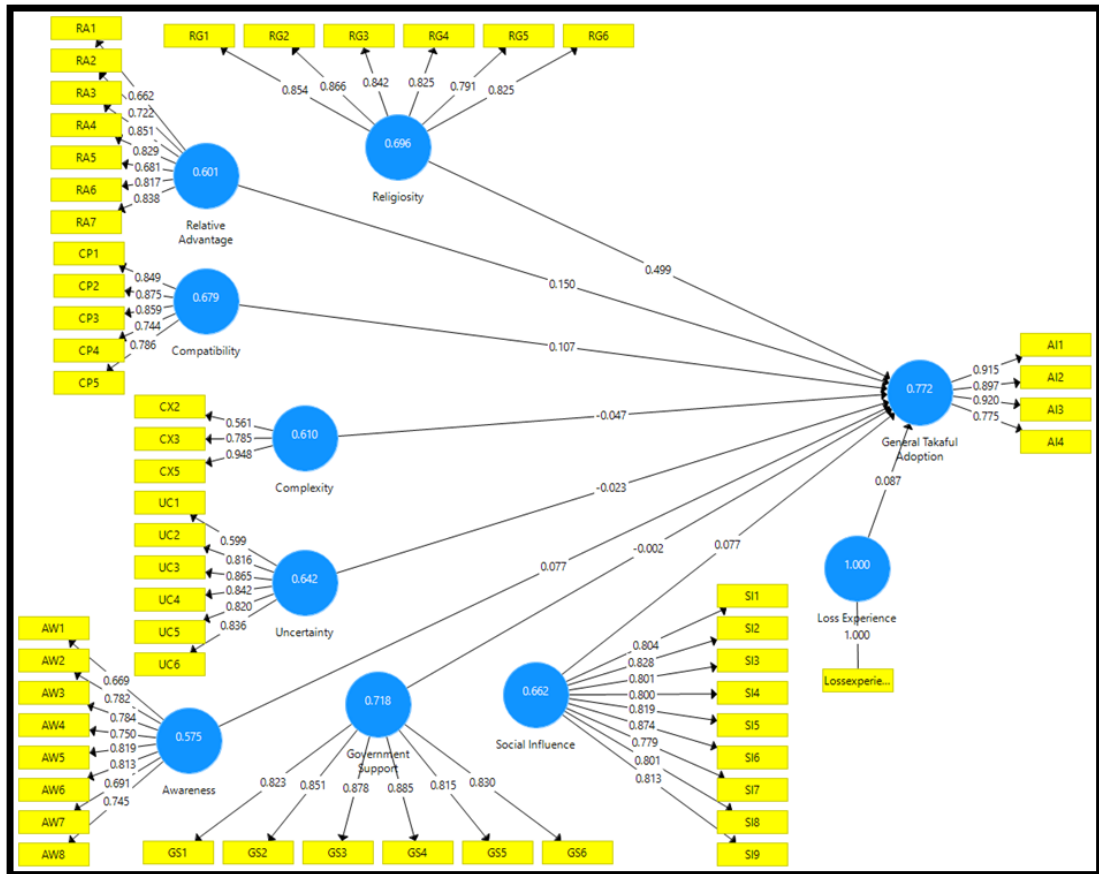 RA1
RA2
RA3
RA4
RA5
RA6
RA7
0.662
0.722
0.851
0.829
0.681
0.817
0.838
0.601
Relative
Advantage
RG1
RG2
RG3
RG4
RG5
RG6
0.854
0.866
0.842
0.825
0.791
0.825
0.696
Religiosity
CP1
CP2
CP3
CP4
CP5
0.849
0.875
0.859
0.744
0.786
0.679
Compatibility
CX2
CX3
CX5
0.561
0.785
0.948
0.610
Complexity
UC1
UC2
UC3
UC4
UC5
UC6
0.599
0.816
0.865
0.842
0.820
0.836
0.642
Uncertainty
AW1
AW2
AW3
AW4
AW5
AW6
AW7
AW8
0.669
0.782
0.784
0.750
0.819
0.813
0.691
0.745
0.575
Awareness
0.718
Government
Support
0.823
0.851
0.878
0.885
0.815
0.830
GS1
GS2
GS3
GS4
GS5
GS6
0.662
Social Influence
0.804
0.828
0.801
0.800
0.819
0.874
0.779
0.801
0.813
SI1
SI2
SI3
SI4
SI5
SI6
SI7
SI8
SI9
0.499
0.150
0.107
-0.047
-0.023
0.077
-0.002
0.077
0.087
0.772
General Takaful
Adoption
0.915
0.897
0.920
0.775
AI1
AI2
AI3
AI4
1.000
Loss Experience
1.000
Lossexperie...